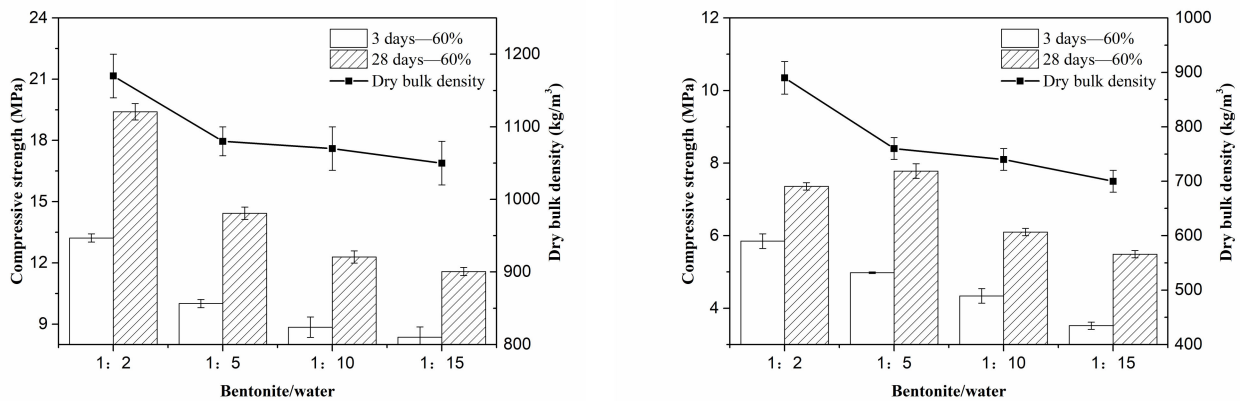 24
21
18
15
12
9
Compressive strength (MPa)
3 days—60%
28 days—60%
Dry bulk density
1200
1100
1000
900
800
Dry bulk density (kg/m³)
1：2
1：5
1：10
1：15
Bentonite/water
12
10
8
6
4
Compressive strength (MPa)
3 days—60%
28 days—60%
Dry bulk density
1000
900
800
700
600
500
400
Dry bulk density (kg/m³)
1：2
1：5
1：10
1：15
Bentonite/water